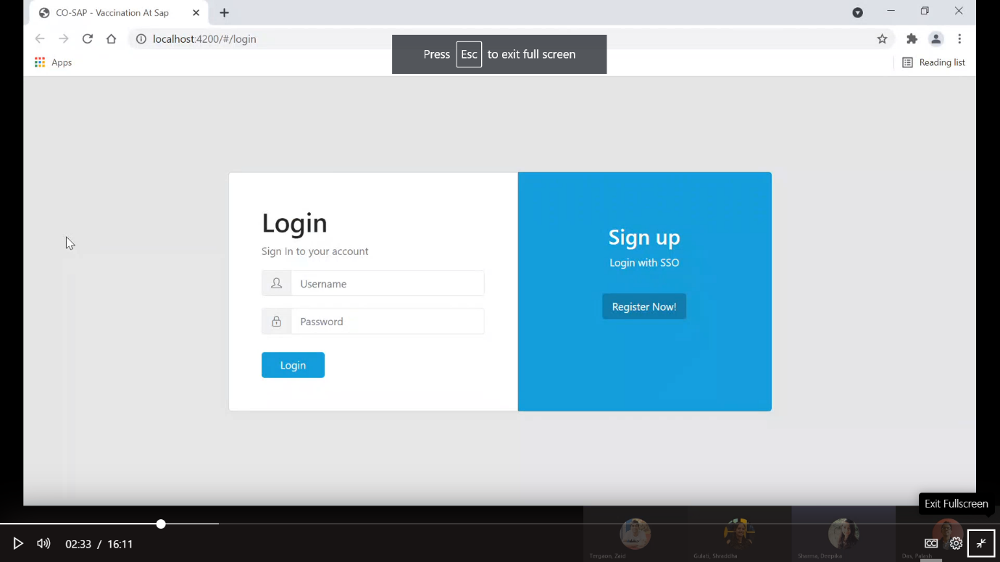 CO-SAP - Vaccination At Sap
localhost:4200/#/login
Press Esc to exit full screen
Apps
Reading list
Login
Sign In to your account
Username
Password
Login
Sign up
Login with SSO
Register Now!
Exit Fullscreen
02:33 / 16:11
CC
Tergaon, Zaid
Gulati, Shraddha
Sharma, Deepika
Das, Palash